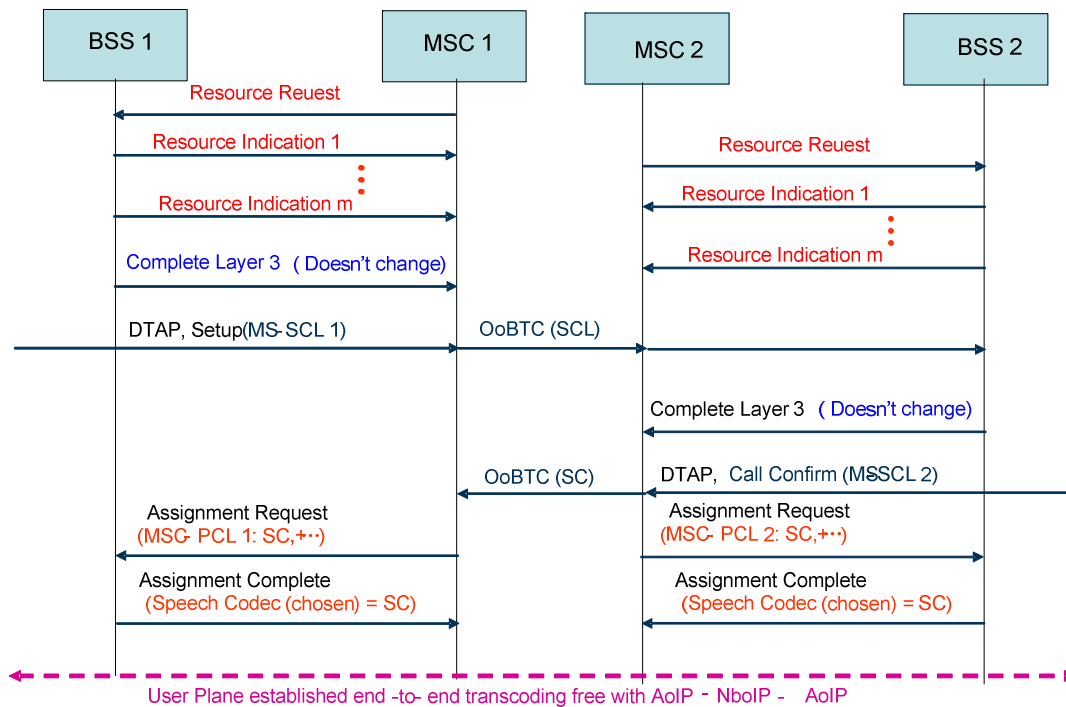 BSS 1
MSC 1
MSC 2
BSS 2
Resource Reuest
Resource Indication 1
Resource Reuest
Resource Indication m
Resource Indication 1
Resource Indication m
Complete Layer 3 ( Doesn't change)
DTAP, Setup(MS- SCL 1)
OoBTC (SCL)
Complete Layer 3 ( Doesn't change)
OoBTC (SC)
DTAP, Call Confirm (MS-SCL 2)
Assignment Request
(MSC- PCL 1: SC,+···)
Assignment Request
(MSC- PCL 2: SC,+···)
Assignment Complete
(Speech Codec (chosen) = SC)
Assignment Complete
(Speech Codec (chosen) = SC)
User Plane established end -to- end transcoding free with AoIP - NboIP - AoIP